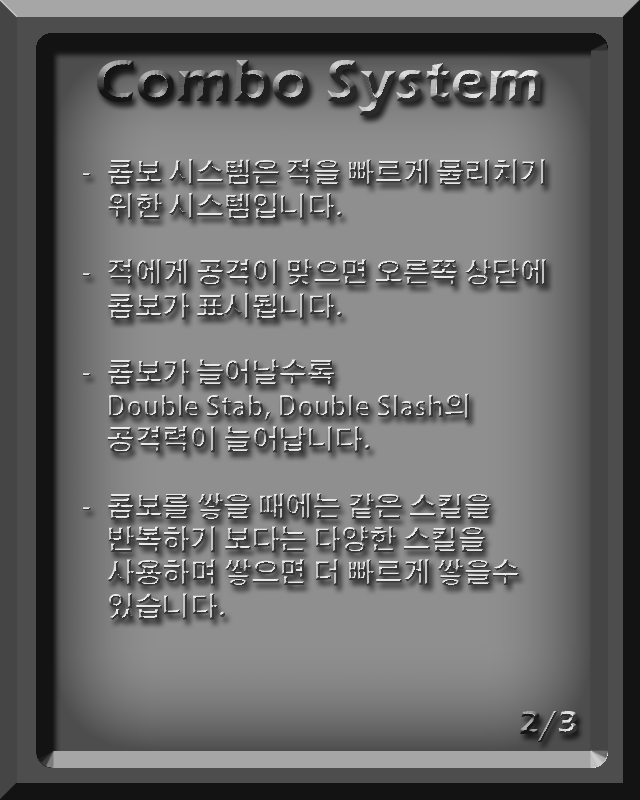 Combo System
- 콤보 시스템은 적을 빠르게 물리치기
위한 시스템입니다.
- 적에게 공격이 맞으면 오른쪽 상단에
콤보가 표시됩니다.
- 콤보가 늘어날수록
Double Stab, Double Slash의
공격력이 늘어납니다.
- 콤보를 쌓을 때에는 같은 스킬을
반복하기 보다는 다양한 스킬을
사용하며 쌓으면 더 빠르게 쌓을수
있습니다.
2/3